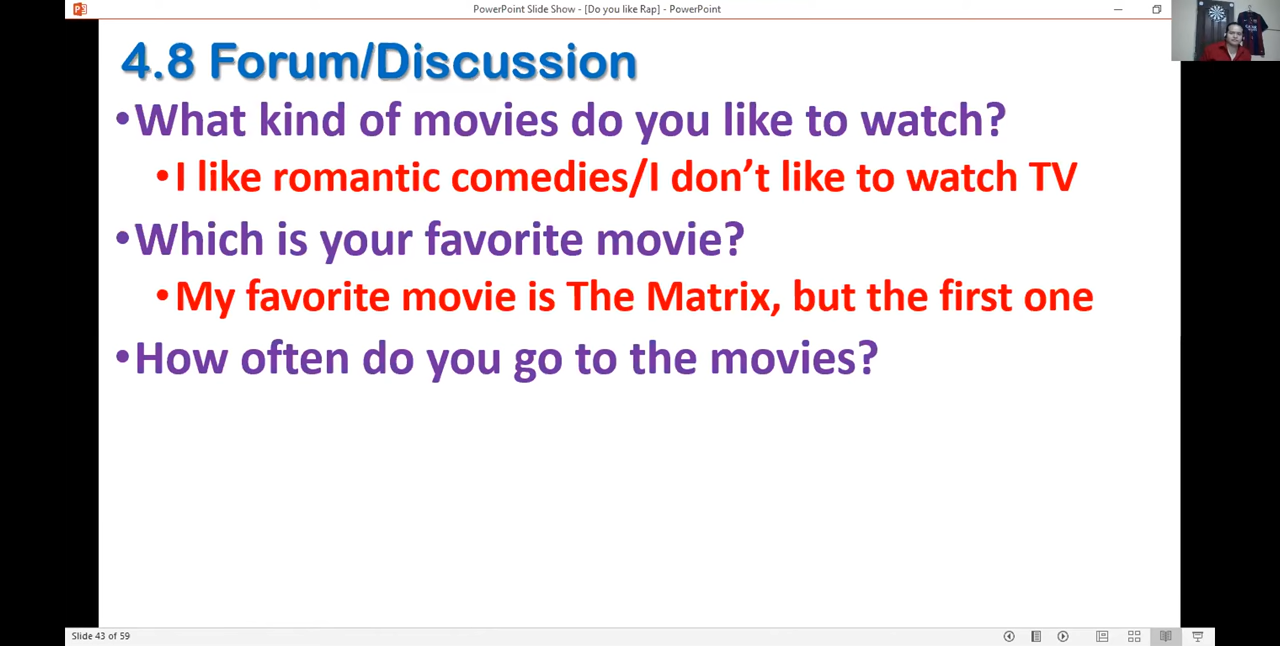 PowerPoint Slide Show - [Do you like Rap] - PowerPoint
4.8 Forum/Discussion
•What kind of movies do you like to watch?
•I like romantic comedies/I don’t like to watch TV
•Which is your favorite movie?
•My favorite movie is The Matrix, but the first one
•How often do you go to the movies?
Slide 43 of 59